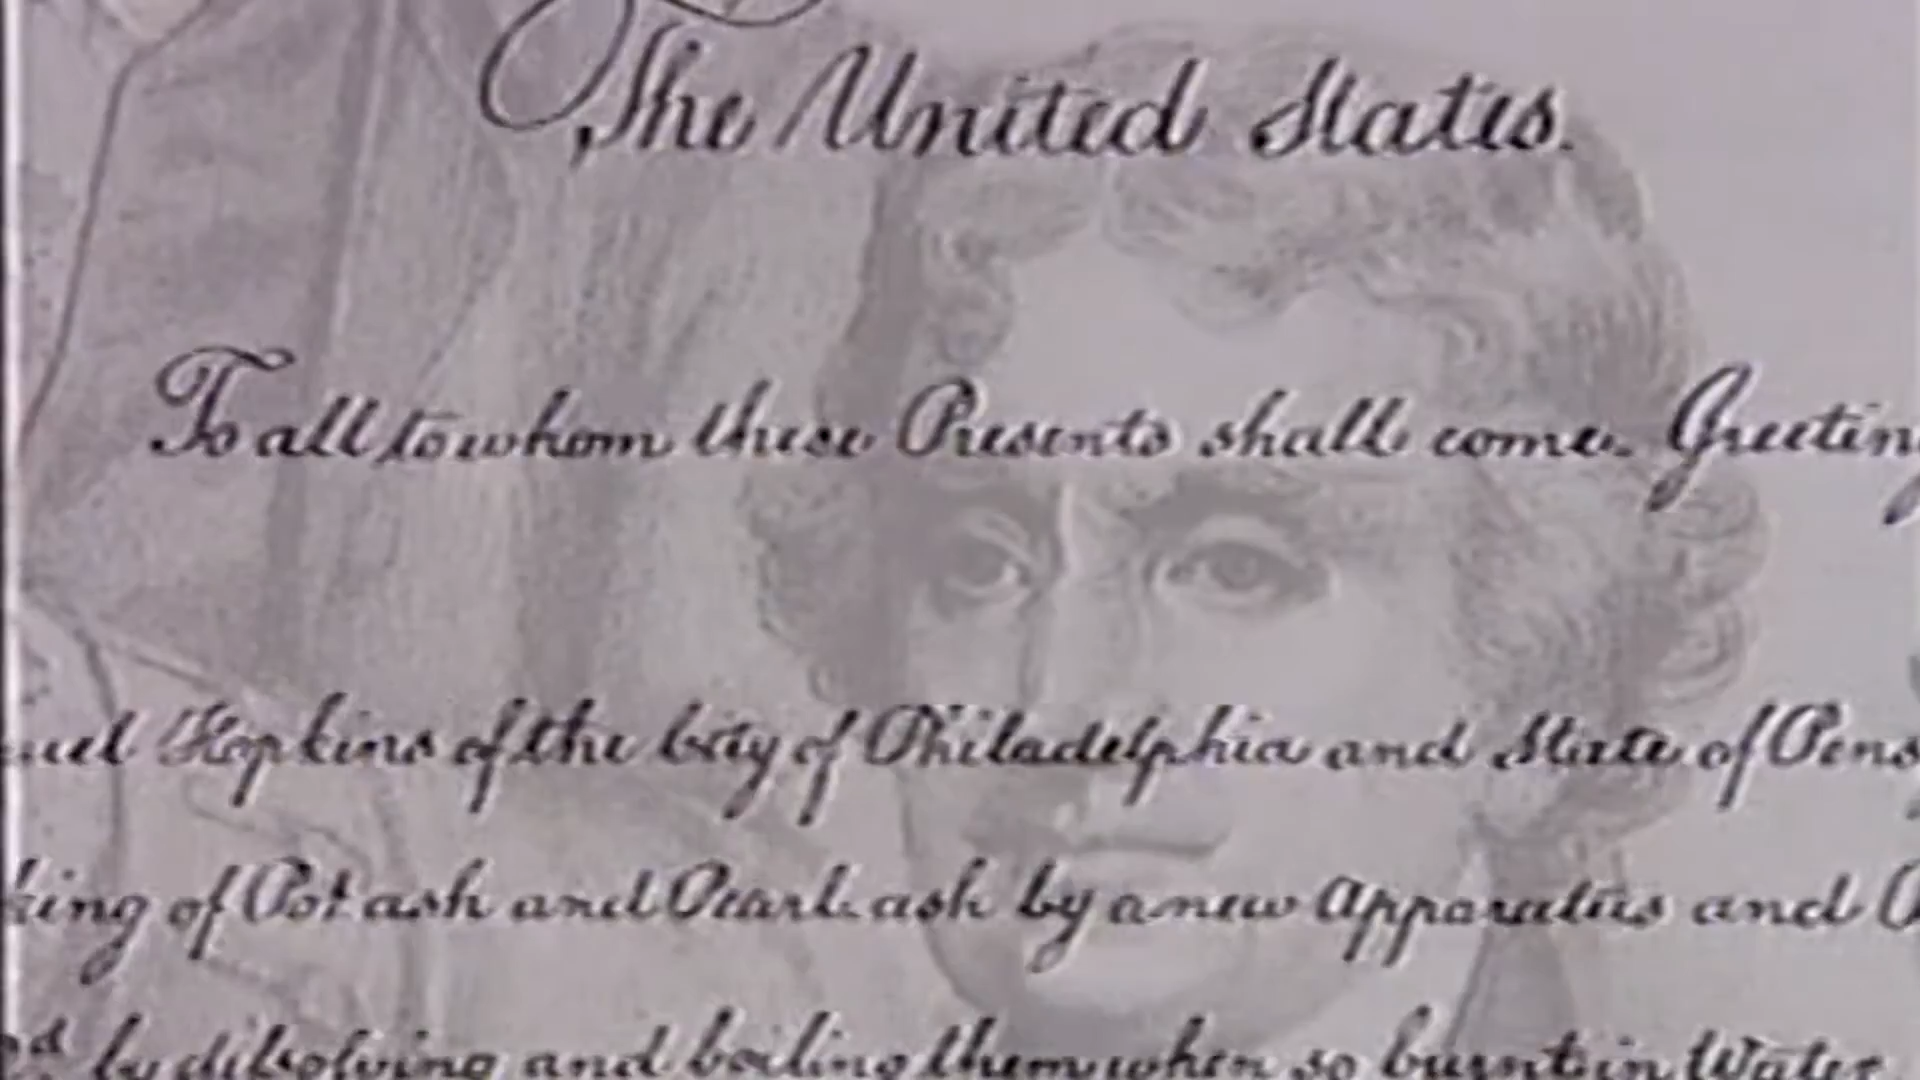 The United States.
To all to whom these Presents shall come. Greeting
uel Hopkins of the City of Philadelphia and State of Pens
king of Pot ash and Pearl ash by a new Apparatus and P
by dissolving and boiling them when so burnt in Water